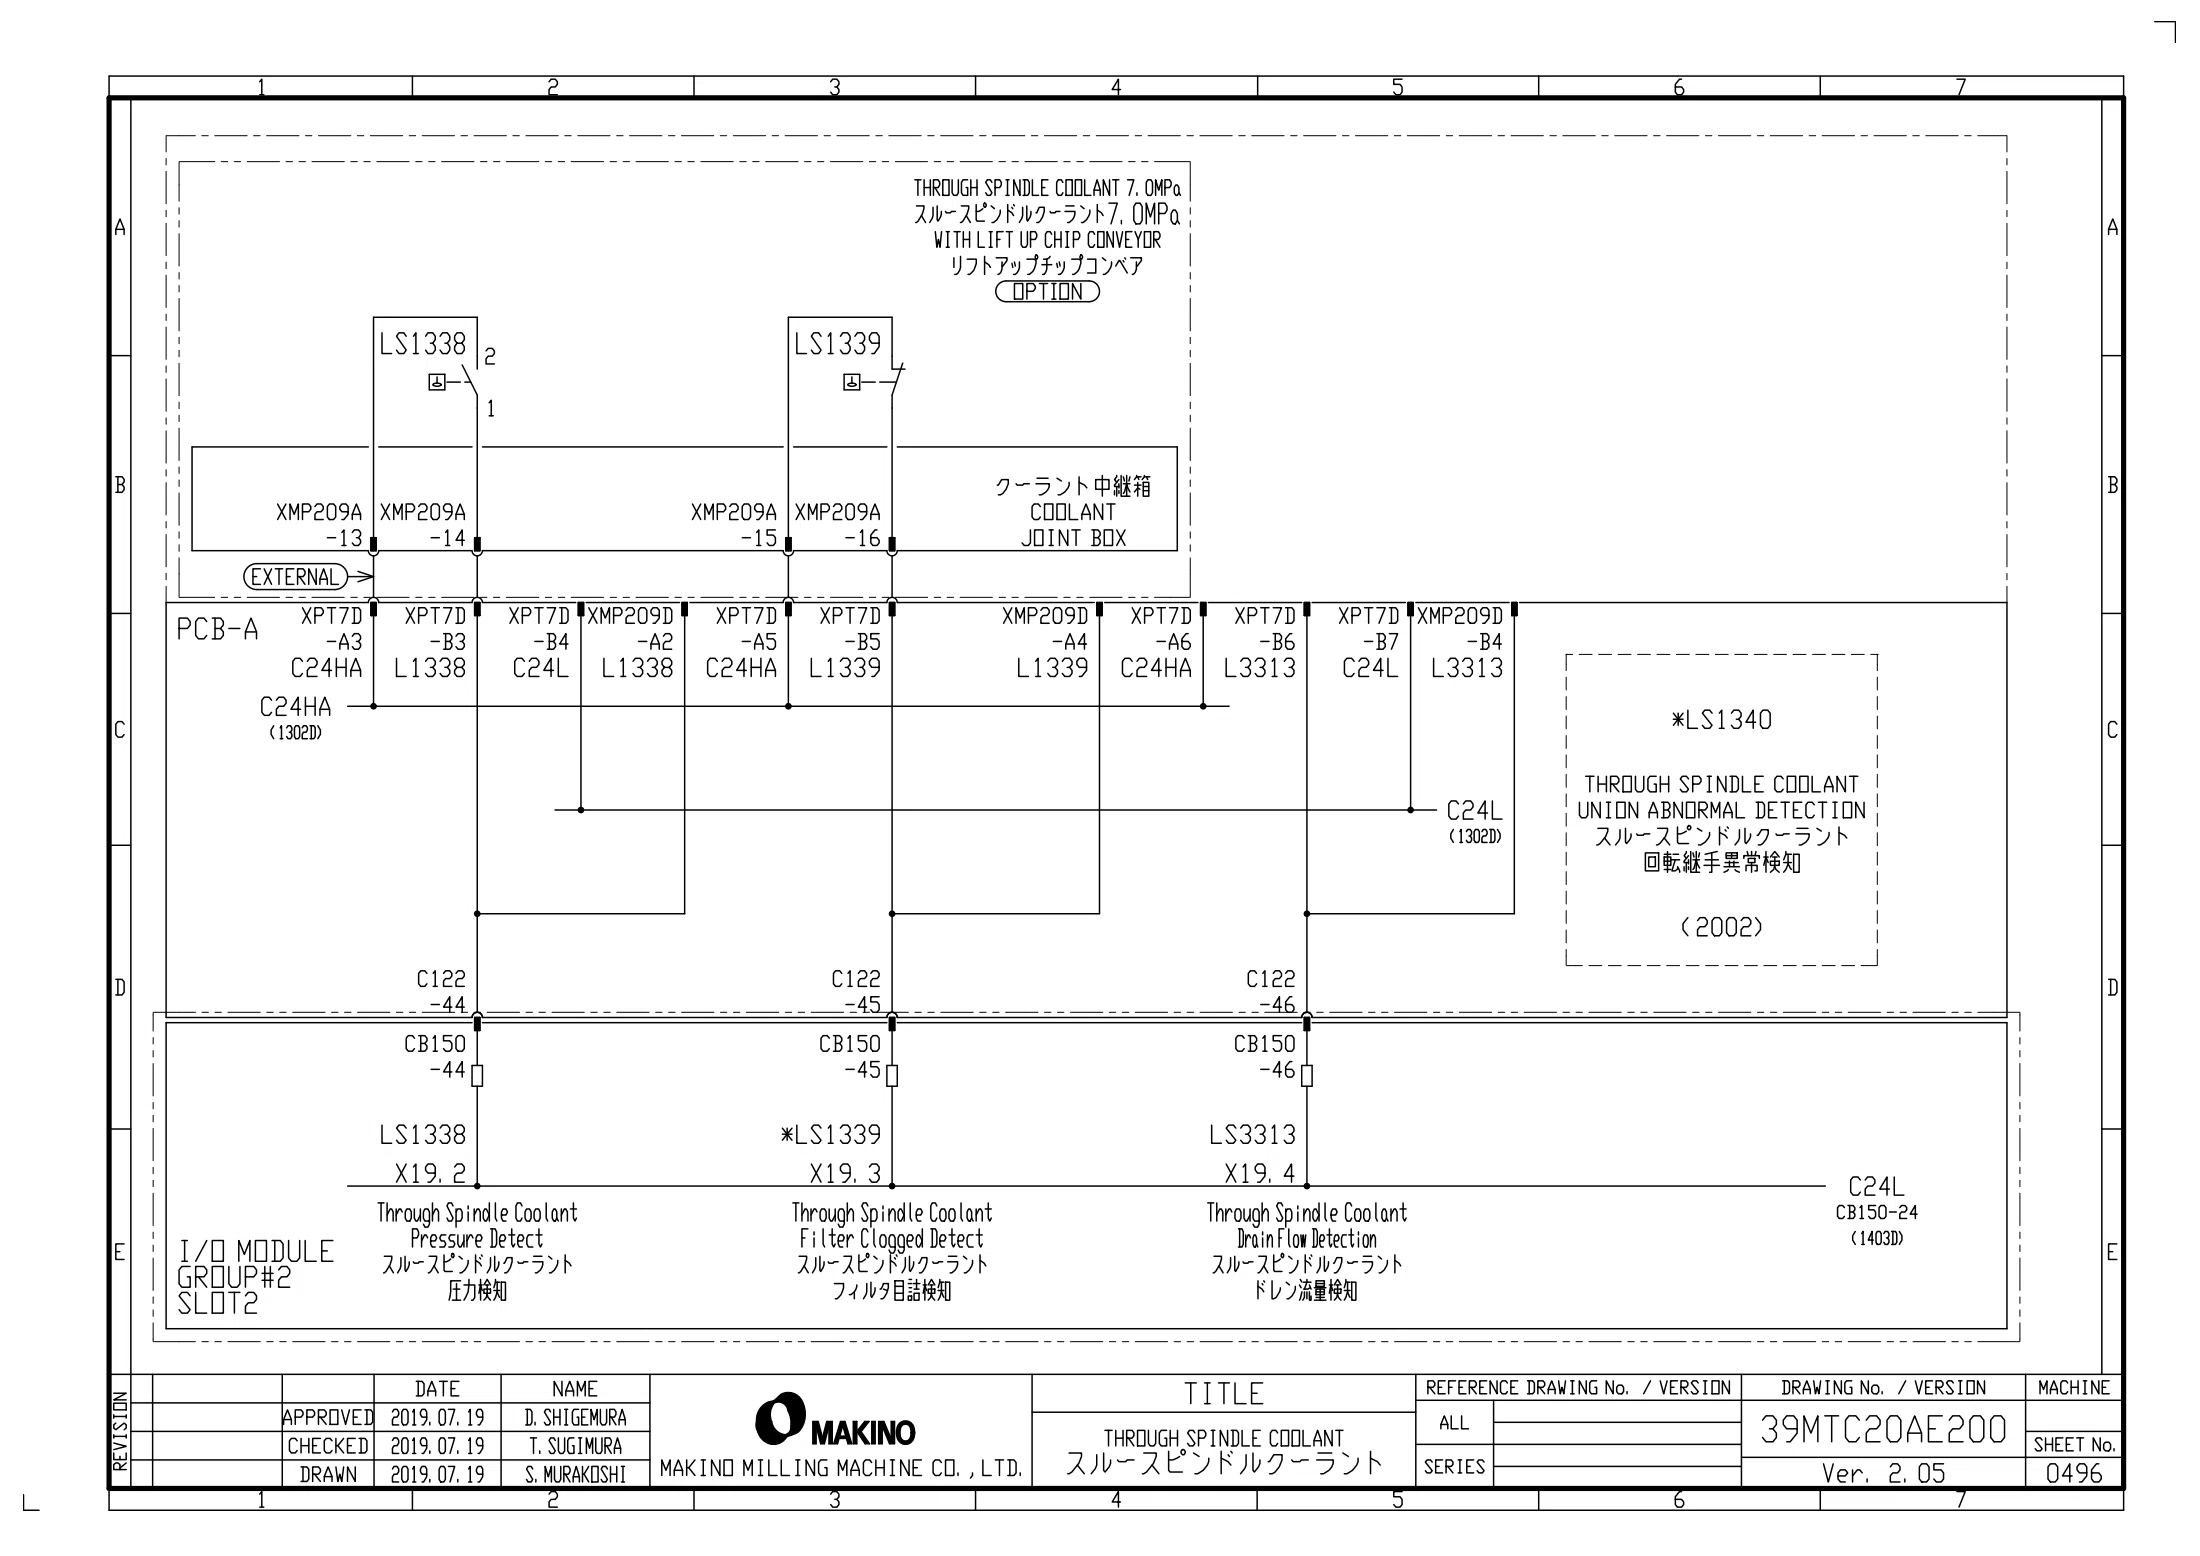 1 2 3 4 5 6 7
A A
B B
C C
D D
E E
THROUGH SPINDLE COOLANT 7.0MPa
スルースピンドルクーラント7.0MPa
WITH LIFT UP CHIP CONVEYOR
リフトアップチップコンベア
OPTION
LS1338
2
1
LS1339
XMP209A XMP209A XMP209A XMP209A
-13 -14 -15 -16
クーラント中継箱
COOLANT
JOINT BOX
EXTERNAL
PCB-A
XPT7D XPT7D XPT7D XMP209D XPT7D XPT7D XMP209D XPT7D XPT7D XPT7D XMP209D
-A3 -B3 -B4 -A2 -A5 -B5 -A4 -A6 -B6 -B7 -B4
C24HA L1338 C24L L1338 C24HA L1339 L1339 C24HA L3313 C24L L3313
C24HA
(1302D)
C24L
(1302D)
*LS1340
THROUGH SPINDLE COOLANT
UNION ABNORMAL DETECTION
スルースピンドルクーラント
回転継手異常検知
(2002)
C122 C122 C122
-44 -45 -46
CB150 CB150 CB150
-44 -45 -46
LS1338 *LS1339 LS3313
X19.2 X19.3 X19.4
Through Spindle Coolant
Pressure Detect
スルースピンドルクーラント
圧力検知
Through Spindle Coolant
Filter Clogged Detect
スルースピンドルクーラント
フィルタ目詰検知
Through Spindle Coolant
Drain Flow Detection
スルースピンドルクーラント
ドレン流量検知
C24L
CB150-24
(1403D)
I/O MODULE
GROUP#2
SLOT2
REVISION
DATE NAME
APPROVED 2019.07.19 D. SHIGEMURA
CHECKED 2019.07.19 T. SUGIMURA
DRAWN 2019.07.19 S. MURAKOSHI
MAKINO
MAKINO MILLING MACHINE CO.,LTD.
TITLE
THROUGH SPINDLE COOLANT
スルースピンドルクーラント
REFERENCE DRAWING No. / VERSION
ALL
SERIES
DRAWING No. / VERSION
39MTC20AE200
Ver. 2.05
MACHINE
SHEET No.
0496
1 2 3 4 5 6 7